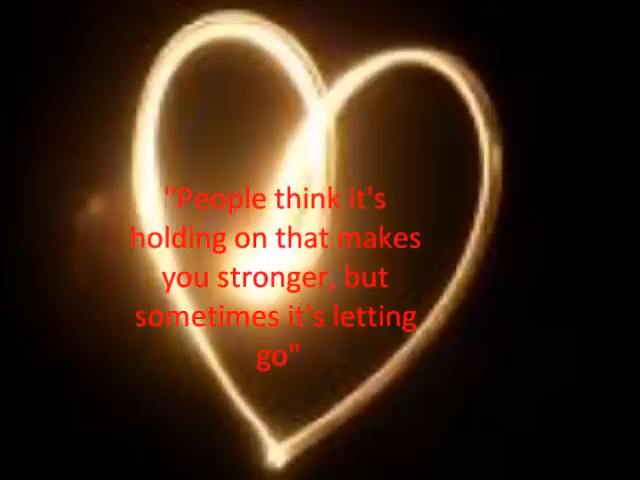 "People think it's
holding on that makes
you stronger, but
sometimes it's letting
go"